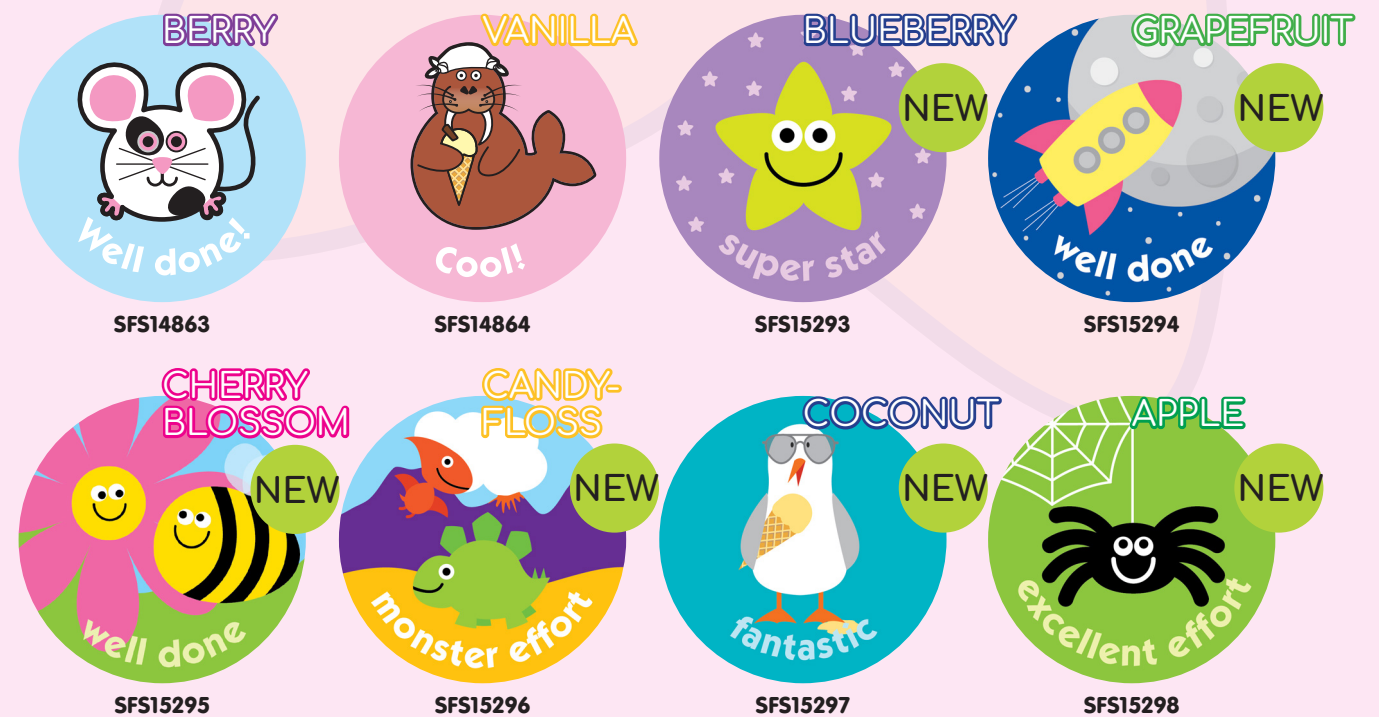 BERRY
Well done!
SFS14863
VANILLA
Cool!
SFS14864
BLUEBERRY
NEW
super star
SFS15293
GRAPEFRUIT
NEW
well done
SFS15294
CHERRY
BLOSSOM
NEW
well done
SFS15295
CANDY-
FLOSS
NEW
monster effort
SFS15296
COCONUT
NEW
fantastic
SFS15297
APPLE
NEW
excellent effort
SFS15298